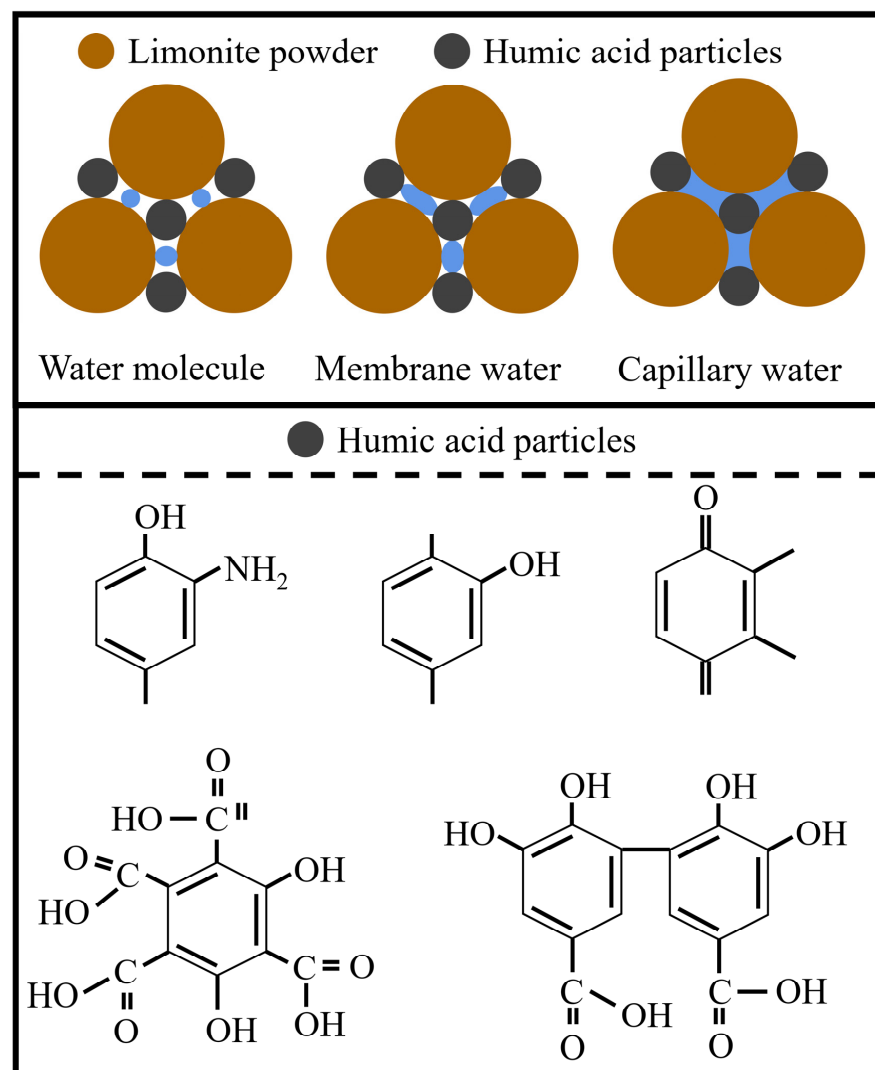 Limonite powder Humic acid particles
Water molecule Membrane water Capillary water
Humic acid particles
OH
NH₂
OH
O
O
HO C
O C
HO
OH
HO C
O
OH
C O
OH
OH OH
HO OH
C OH
O
C OH
O